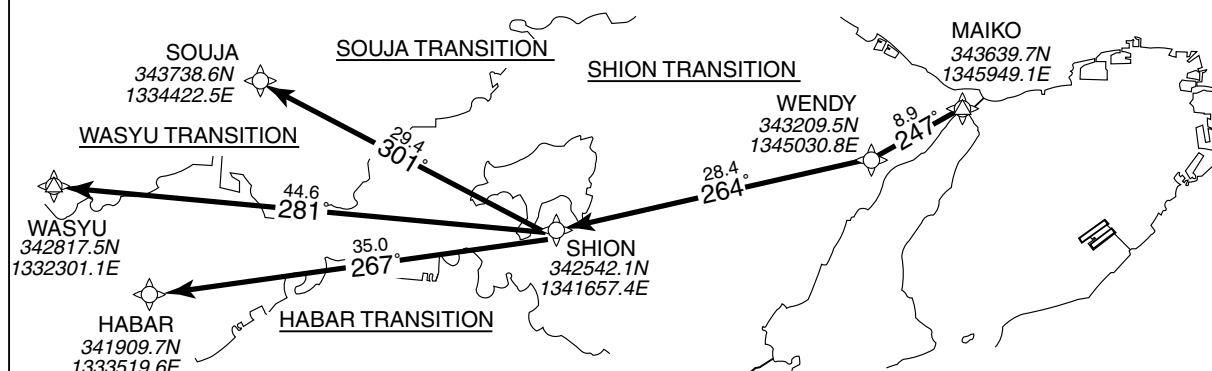 SOUJA
343738.6N
1334422.5E
SOUJA TRANSITION
SHION TRANSITION
MAIKO
343639.7N
1345949.1E
WENDY
343209.5N
1345030.8E
8.9
247°
WASYU TRANSITION
29.4
301°
28.4
264°
44.6
281°
WASYU
342817.5N
1332301.1E
35.0
267°
SHION
342542.1N
1341657.4E
HABAR
341909.7N
1333519.6E
HABAR TRANSITION